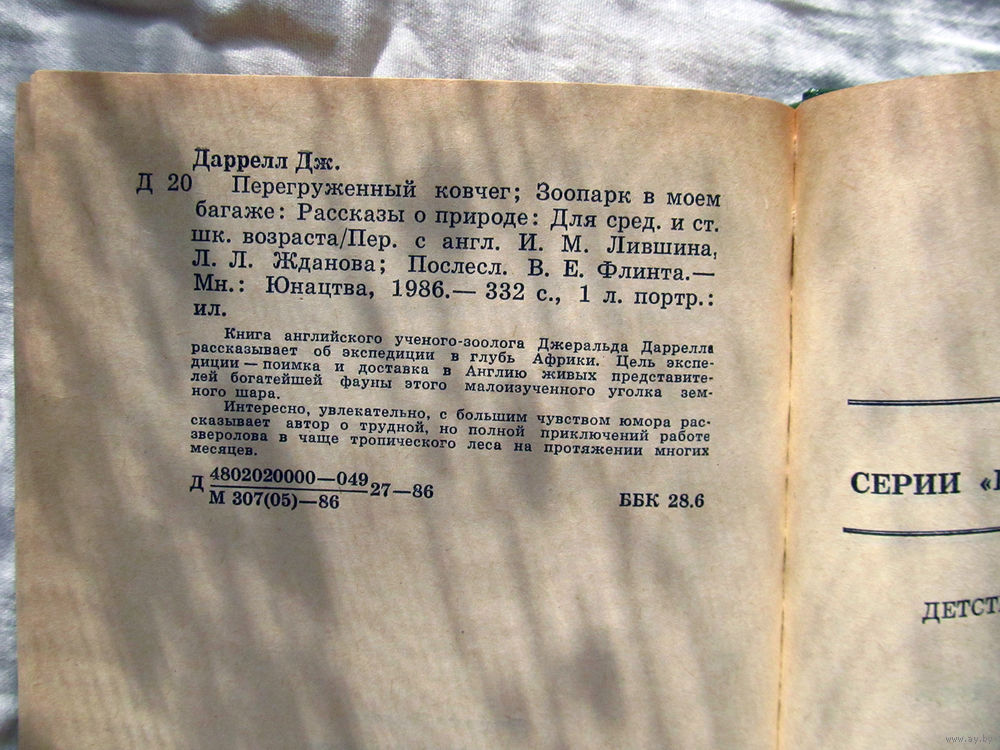 Даррелл Дж.
Д 20 Перегруженный ковчег; Зоопарк в моем
багаже: Рассказы о природе: Для сред. и ст.
шк. возраста/Пер. с англ. И. М. Лившина,
Л. Л. Жданова; Послесл. В. Е. Флинта.—
Мн.: Юнацтва, 1986.— 332 с., 1 л. портр.:
ил.
Книга английского ученого-зоолога Джеральда Даррелла
рассказывает об экспедиции в глубь Африки. Цель экспе-
диции — поимка и доставка в Англию живых представите-
лей богатейшей фауны этого малоизученного уголка зем-
ного шара.
Интересно, увлекательно, с большим чувством юмора рас-
сказывает автор о трудной, но полной приключений работе
зверолова в чаще тропического леса на протяжении многих
месяцев.
Д 4802020000—049 27—86
М 307(05)—86
ББК 28.6
СЕРИИ
ДЕТСТ
www.ay.by